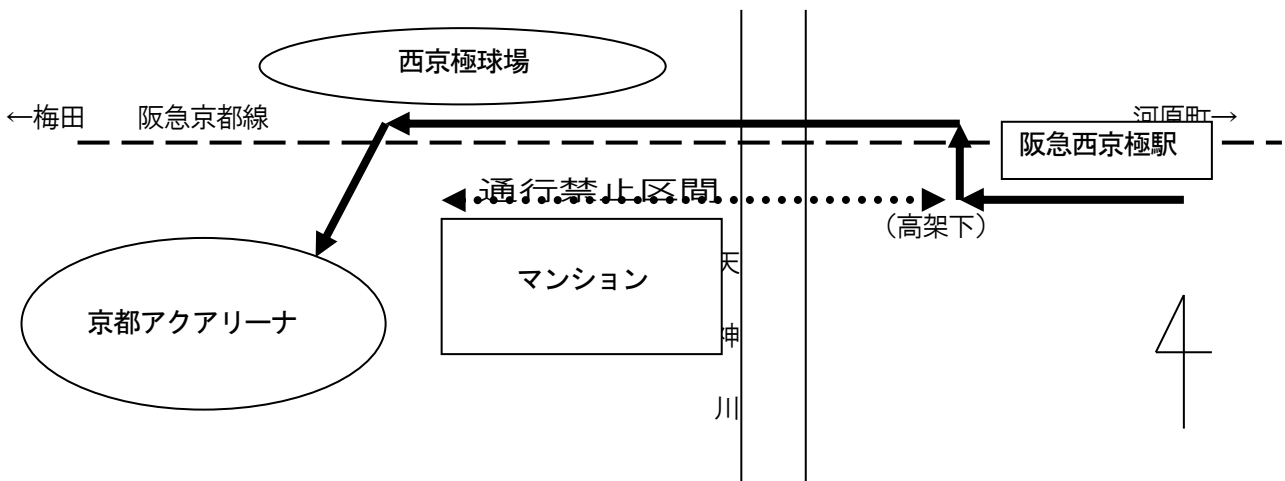 西京極球場
←梅田
阪急京都線
河原町→
阪急西京極駅
通行禁止区間
(高架下)
マンション
天神川
京都アクアリーナ